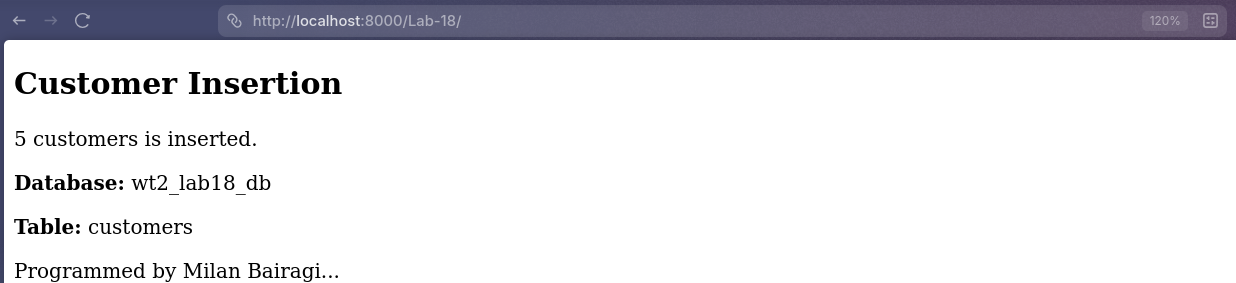 http://localhost:8000/Lab-18/
120%
Customer Insertion
5 customers is inserted.
Database: wt2_lab18_db
Table: customers
Programmed by Milan Bairagi...